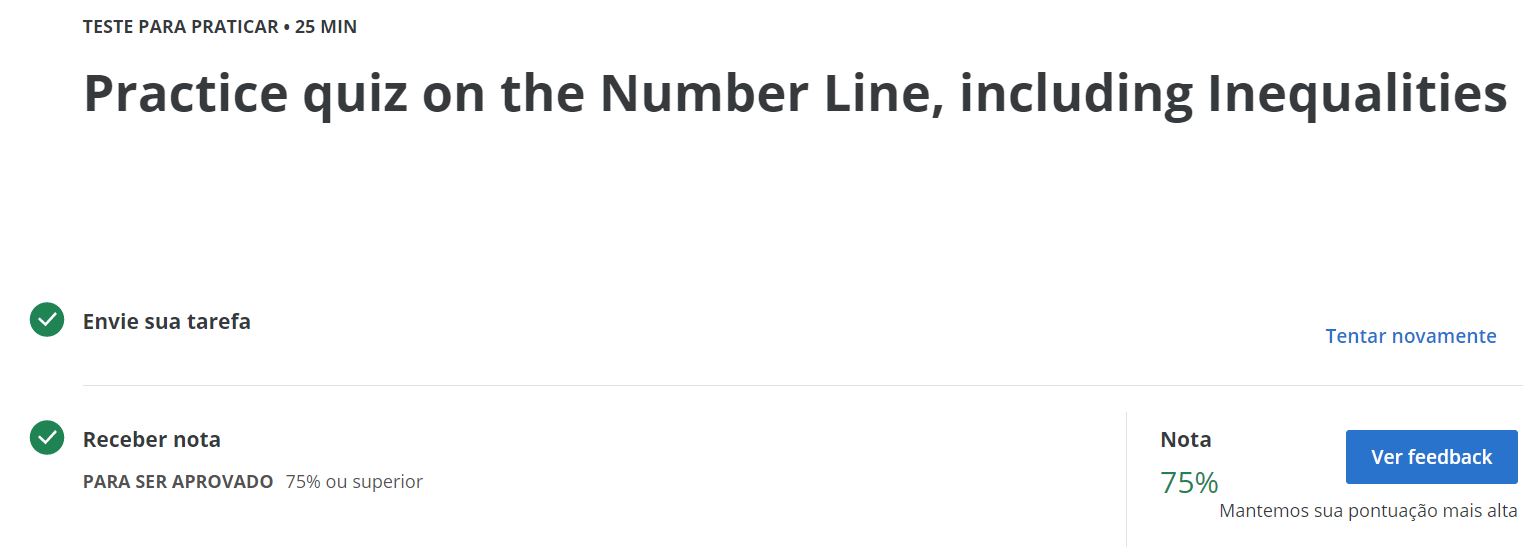 TESTE PARA PRATICAR • 25 MIN
Practice quiz on the Number Line, including Inequalities
Envie sua tarefa
Tentar novamente
Receber nota
PARA SER APROVADO 75% ou superior
Nota
75%
Ver feedback
Mantemos sua pontuação mais alta